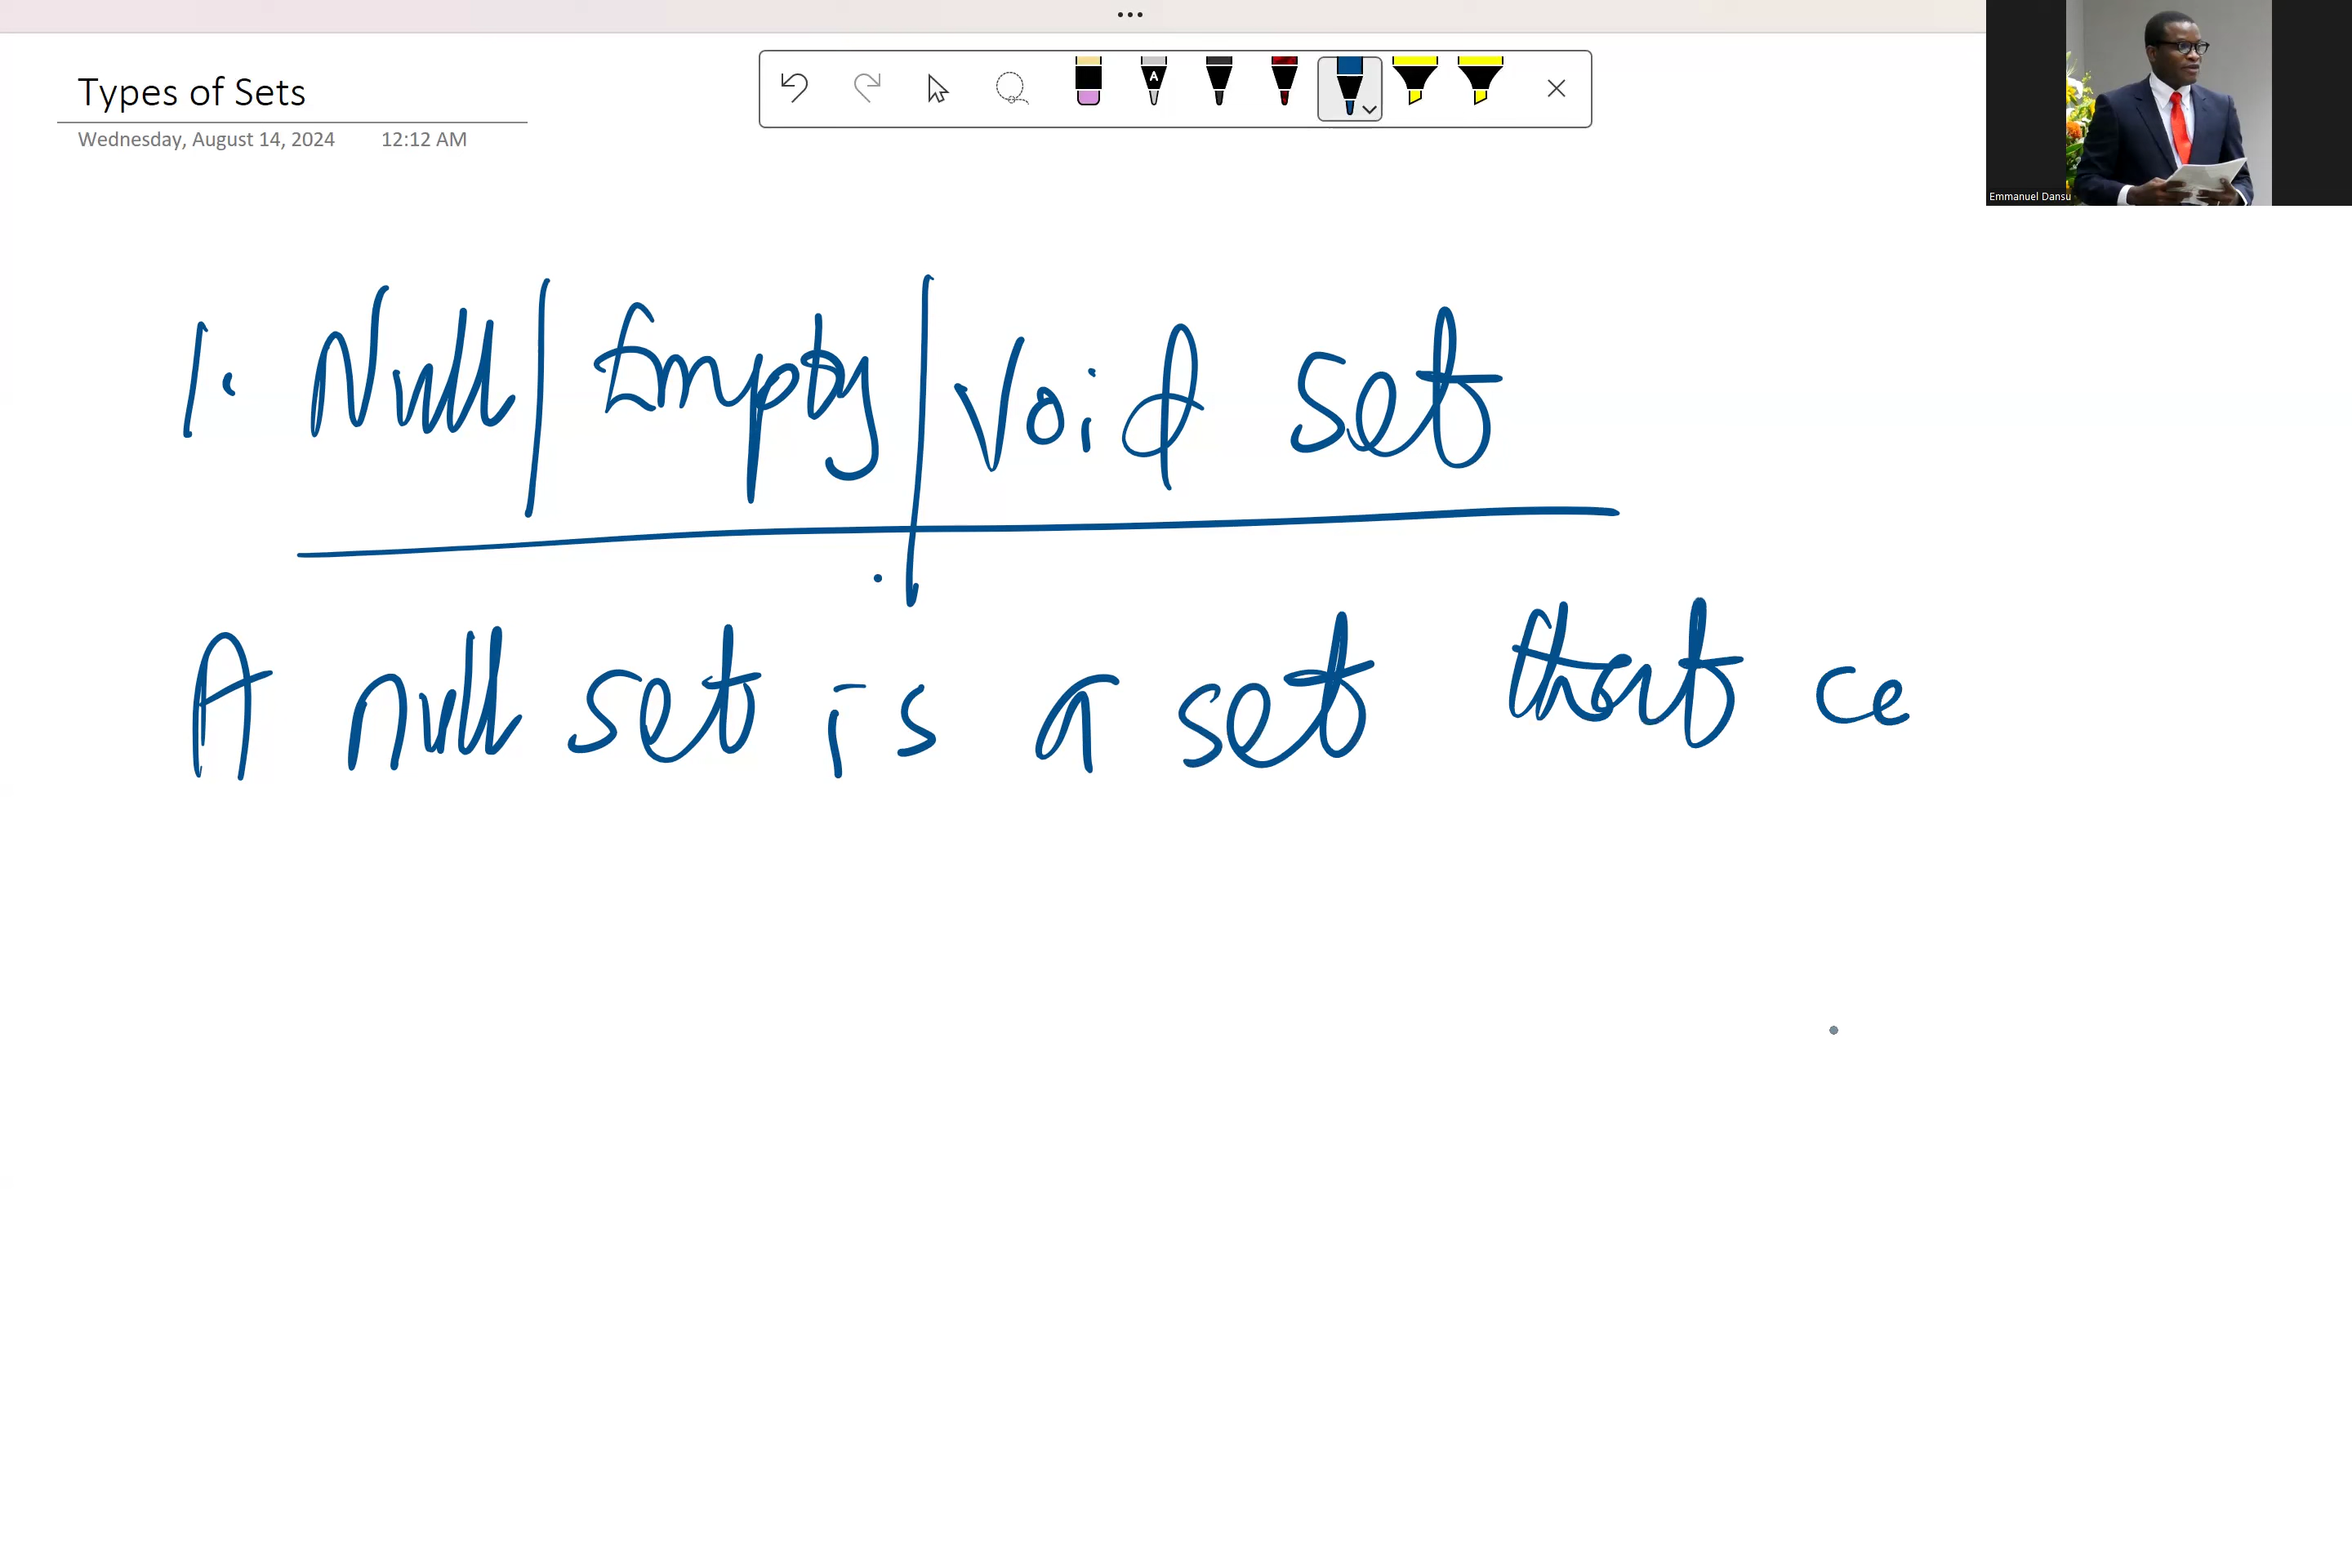 Types of Sets
Wednesday, August 14, 2024 12:12 AM
A
Emmanuel Dansu
1. Null/Empty/Void set
A null set is a set that ce